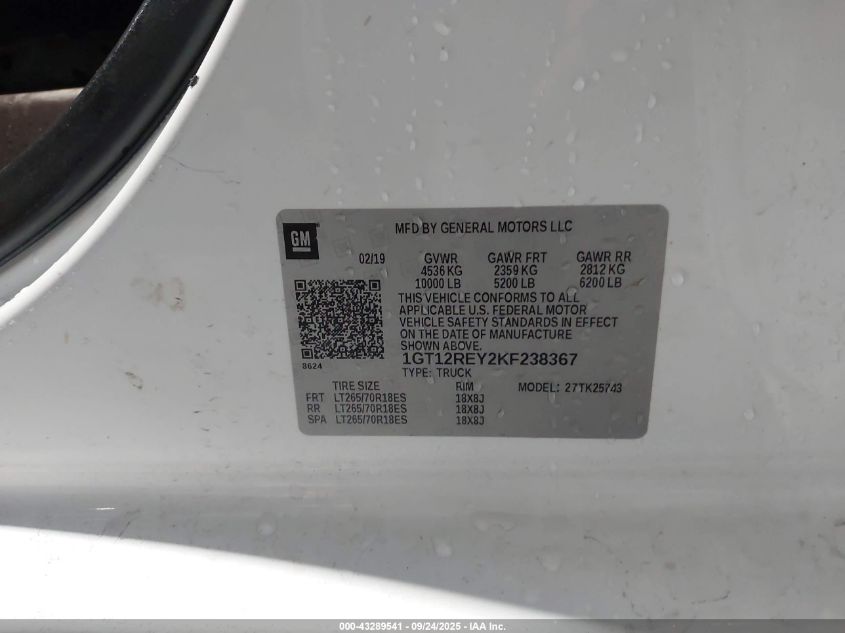 GM
MFD BY GENERAL MOTORS LLC
02/19 GVWR GAWR FRT GAWR RR
4536 KG 2359 KG 2812 KG
10000 LB 5200 LB 6200 LB
THIS VEHICLE CONFORMS TO ALL
APPLICABLE U.S. FEDERAL MOTOR
VEHICLE SAFETY STANDARDS IN EFFECT
ON THE DATE OF MANUFACTURE
SHOWN ABOVE.
8624
1GT12REY2KF238367
TYPE: TRUCK
TIRE SIZE RIM MODEL: 27TK25743
FRT LT265/70R18ES 18X8J
RR LT265/70R18ES 18X8J
SPA LT265/70R18ES 18X8J
000-43289541 - 09/24/2025 - IAA Inc.